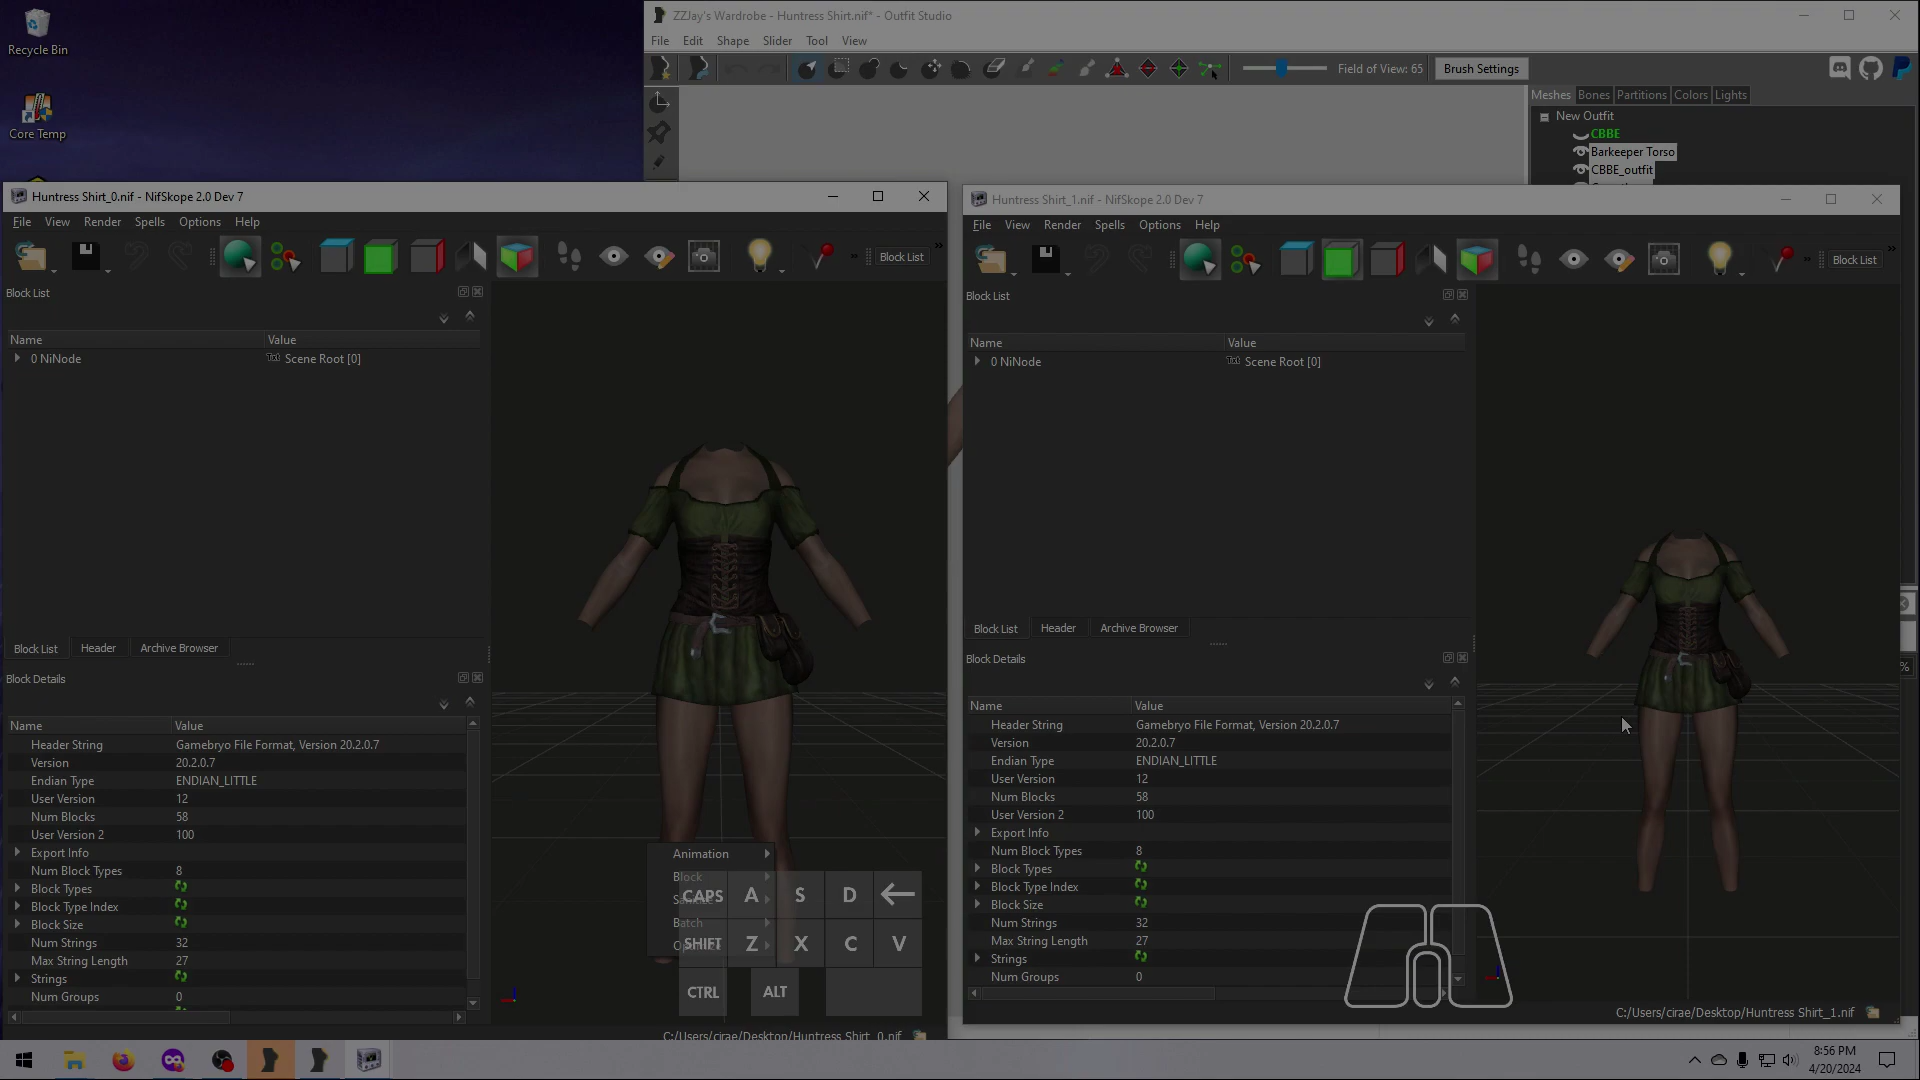 Recycle Bin
Core Temp
ZZJay's Wardrobe - Huntress Shirt.nif* - Outfit Studio
File Edit Shape Slider Tool View
Field of View: 65
Brush Settings
Meshes Bones Partitions Colors Lights
New Outfit
CBBE
Barkeeper Torso
CBBE_outfit
Huntress Shirt_0.nif - NifSkope 2.0 Dev 7
File View Render Spells Options Help
Block List
Block List
Name Value
0 NiNode Txt Scene Root [0]
Block List Header Archive Browser
Block Details
Name Value
Header String Gamebryo File Format, Version 20.2.0.7
Version 20.2.0.7
Endian Type ENDIAN_LITTLE
User Version 12
Num Blocks 58
User Version 2 100
Export Info
Num Block Types 8
Block Types
Block Type Index
Block Size
Num Strings 32
Max String Length 27
Strings
Num Groups 0
Animation
Block
Batch
CAPS A S D
SHIFT Z X C V
CTRL ALT
C:/Users/cirae/Desktop/Huntress Shirt_0.nif
Huntress Shirt_1.nif - NifSkope 2.0 Dev 7
File View Render Spells Options Help
Block List
Block List
Name Value
0 NiNode Txt Scene Root [0]
Block List Header Archive Browser
Block Details
Name Value
Header String Gamebryo File Format, Version 20.2.0.7
Version 20.2.0.7
Endian Type ENDIAN_LITTLE
User Version 12
Num Blocks 58
User Version 2 100
Export Info
Num Block Types 8
Block Types
Block Type Index
Block Size
Num Strings 32
Max String Length 27
Strings
Num Groups 0
C:/Users/cirae/Desktop/Huntress Shirt_1.nif
%
8:56 PM
4/20/2024